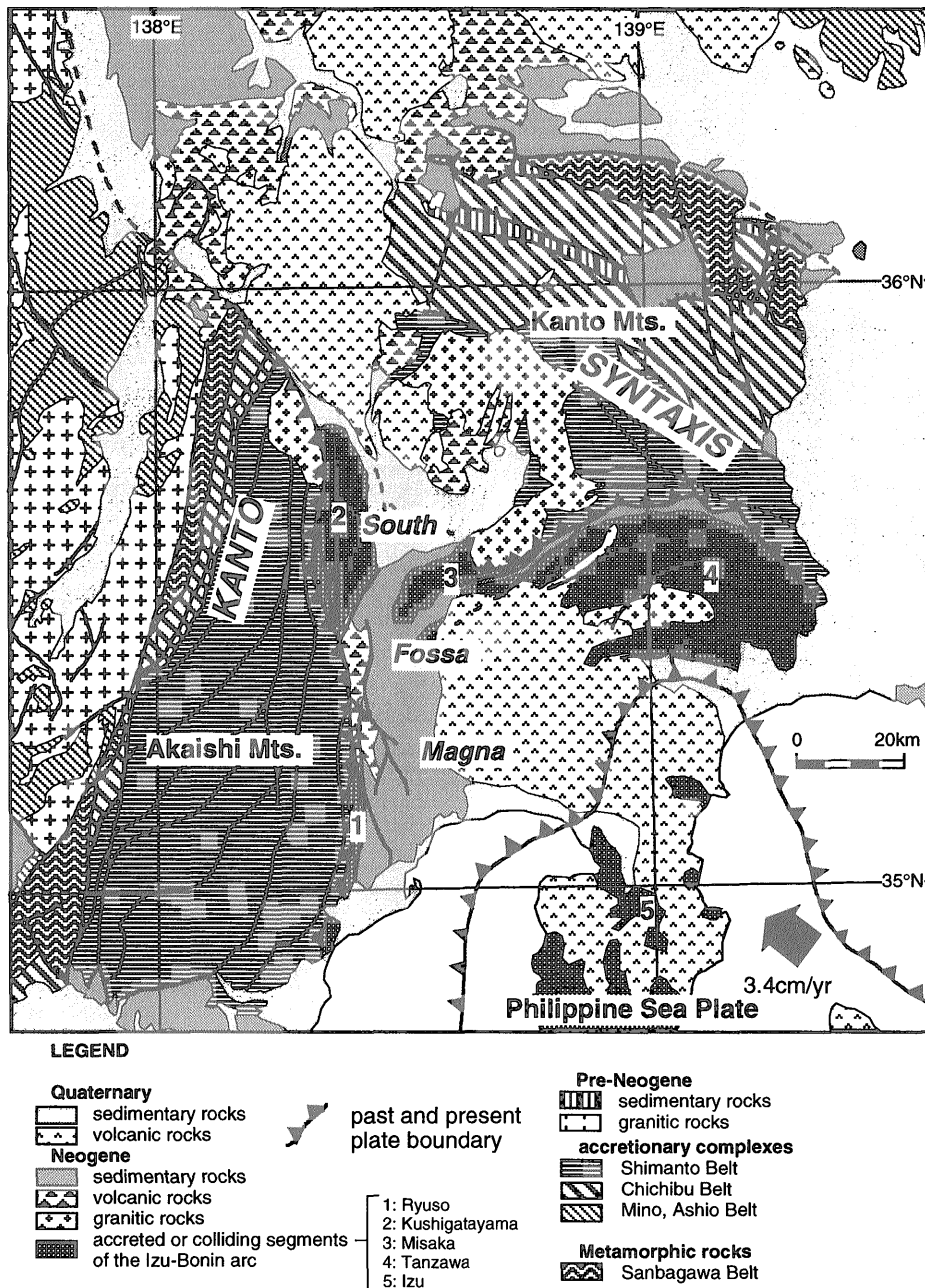 138°E
139°E
36°N
Kanto Mts.
SYNTAXIS
KANTO
2
South
3
4
Fossa
Akaishi Mts.
Magna
0 20km
1
35°N
5
3.4cm/yr
Philippine Sea Plate
LEGEND
Quaternary
sedimentary rocks
volcanic rocks
Neogene
sedimentary rocks
volcanic rocks
granitic rocks
accreted or colliding segments
of the Izu-Bonin arc
past and present
plate boundary
1: Ryuso
2: Kushigatayama
3: Misaka
4: Tanzawa
5: Izu
Pre-Neogene
sedimentary rocks
granitic rocks
accretionary complexes
Shimanto Belt
Chichibu Belt
Mino, Ashio Belt
Metamorphic rocks
Sanbagawa Belt